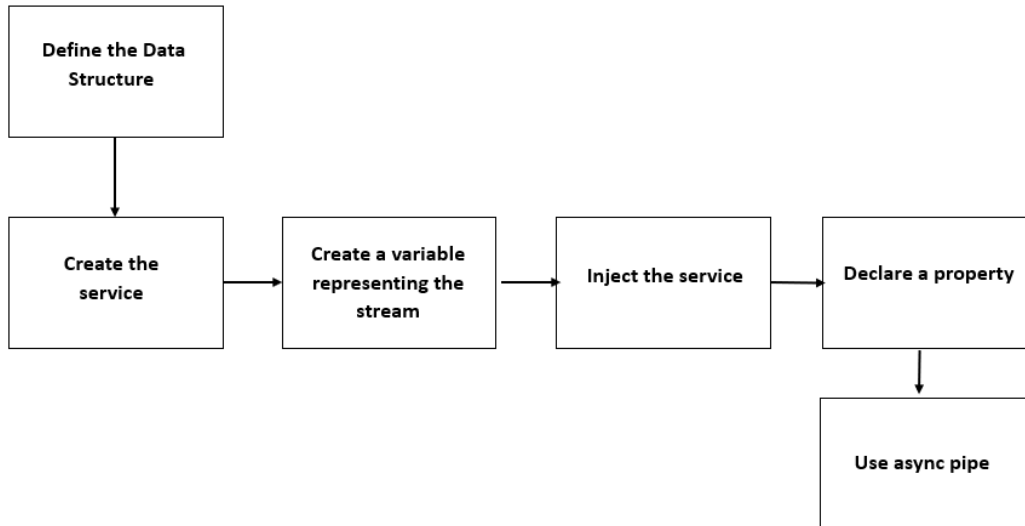 Define the Data
Structure
Create the
service
Create a variable
representing the
stream
Inject the service
Declare a property
Use async pipe